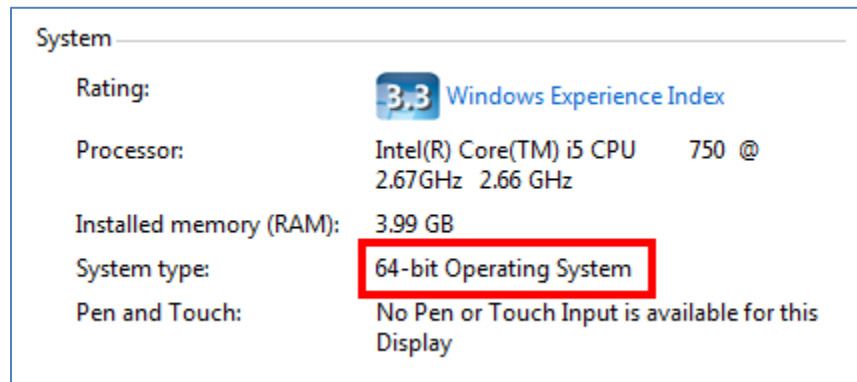 System
Rating:
3.3 Windows Experience Index
Processor:
Intel(R) Core(TM) i5 CPU 750 @
2.67GHz 2.66 GHz
Installed memory (RAM):
3.99 GB
System type:
64-bit Operating System
Pen and Touch:
No Pen or Touch Input is available for this
Display